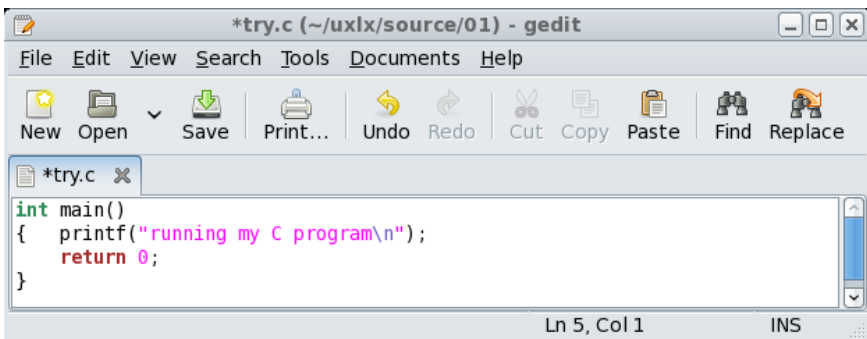 *try.c (~/uxlx/source/01) - gedit
File Edit View Search Tools Documents Help
New Open Save Print... Undo Redo Cut Copy Paste Find Replace
*try.c
int main()
{   printf("running my C program\n");
    return 0;
}
Ln 5, Col 1 INS